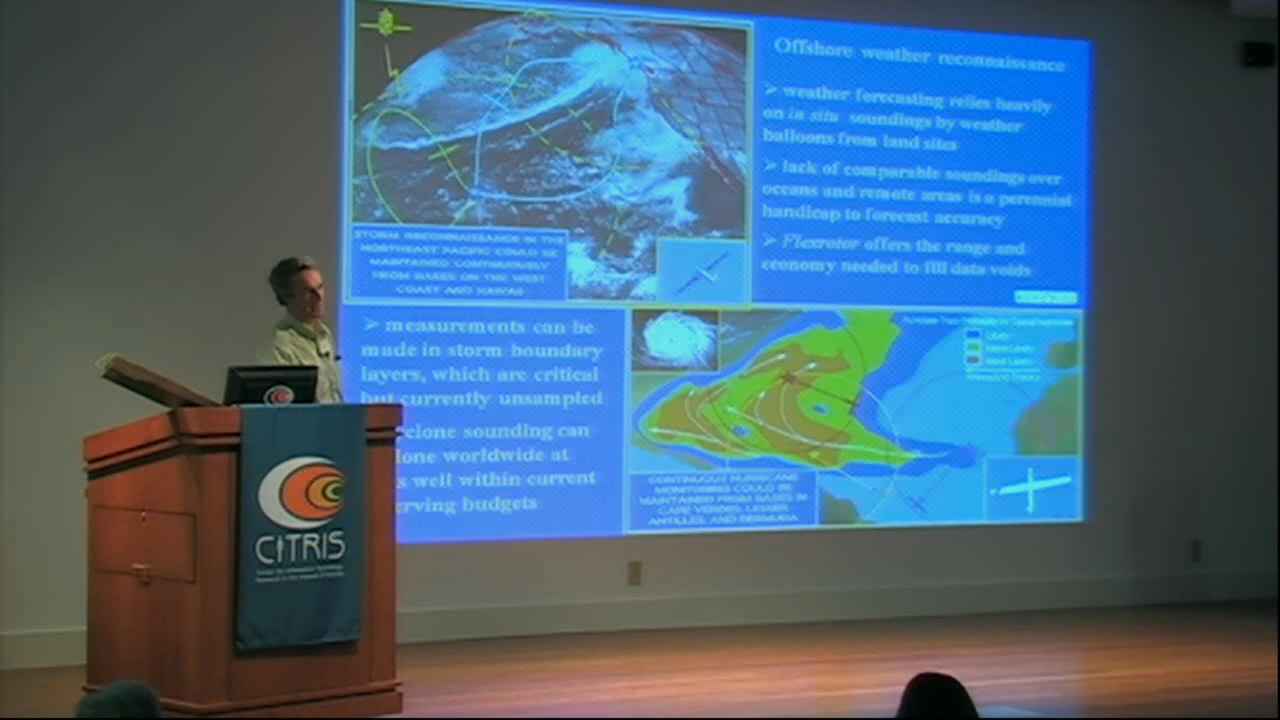 Offshore weather reconnaissance
➢ weather forecasting relies heavily
on in situ soundings by weather
balloons from land sites
➢ lack of comparable soundings over
oceans and remote areas is a perennial
handicap to forecast accuracy
➢ Flexrotor offers the range and
economy needed to fill data voids
STORM RECONNAISSANCE IN THE
NORTHEAST PACIFIC COULD BE
MAINTAINED CONTINUOUSLY
FROM BASES ON THE WEST
COAST AND HAWAII
➢ measurements can be
made in storm boundary
layers, which are critical
but currently unsampled
clone sounding can
lone worldwide at
s well within current
erving budgets
CONTINUOUS HURRICANE
MONITORING COULD BE
MAINTAINED FROM BASES IN
CAPE VERDES, LESSER
ANTILLES, AND BERMUDA
CITRIS